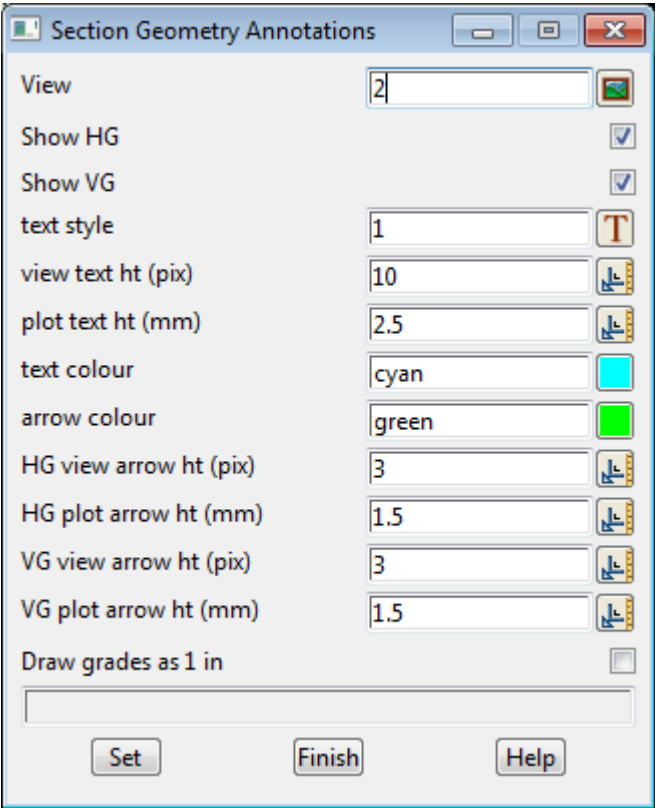 Section Geometry Annotations
View 2
Show HG
Show VG
text style 1 T
view text ht (pix) 10
plot text ht (mm) 2.5
text colour cyan
arrow colour green
HG view arrow ht (pix) 3
HG plot arrow ht (mm) 1.5
VG view arrow ht (pix) 3
VG plot arrow ht (mm) 1.5
Draw grades as 1 in
Set Finish Help